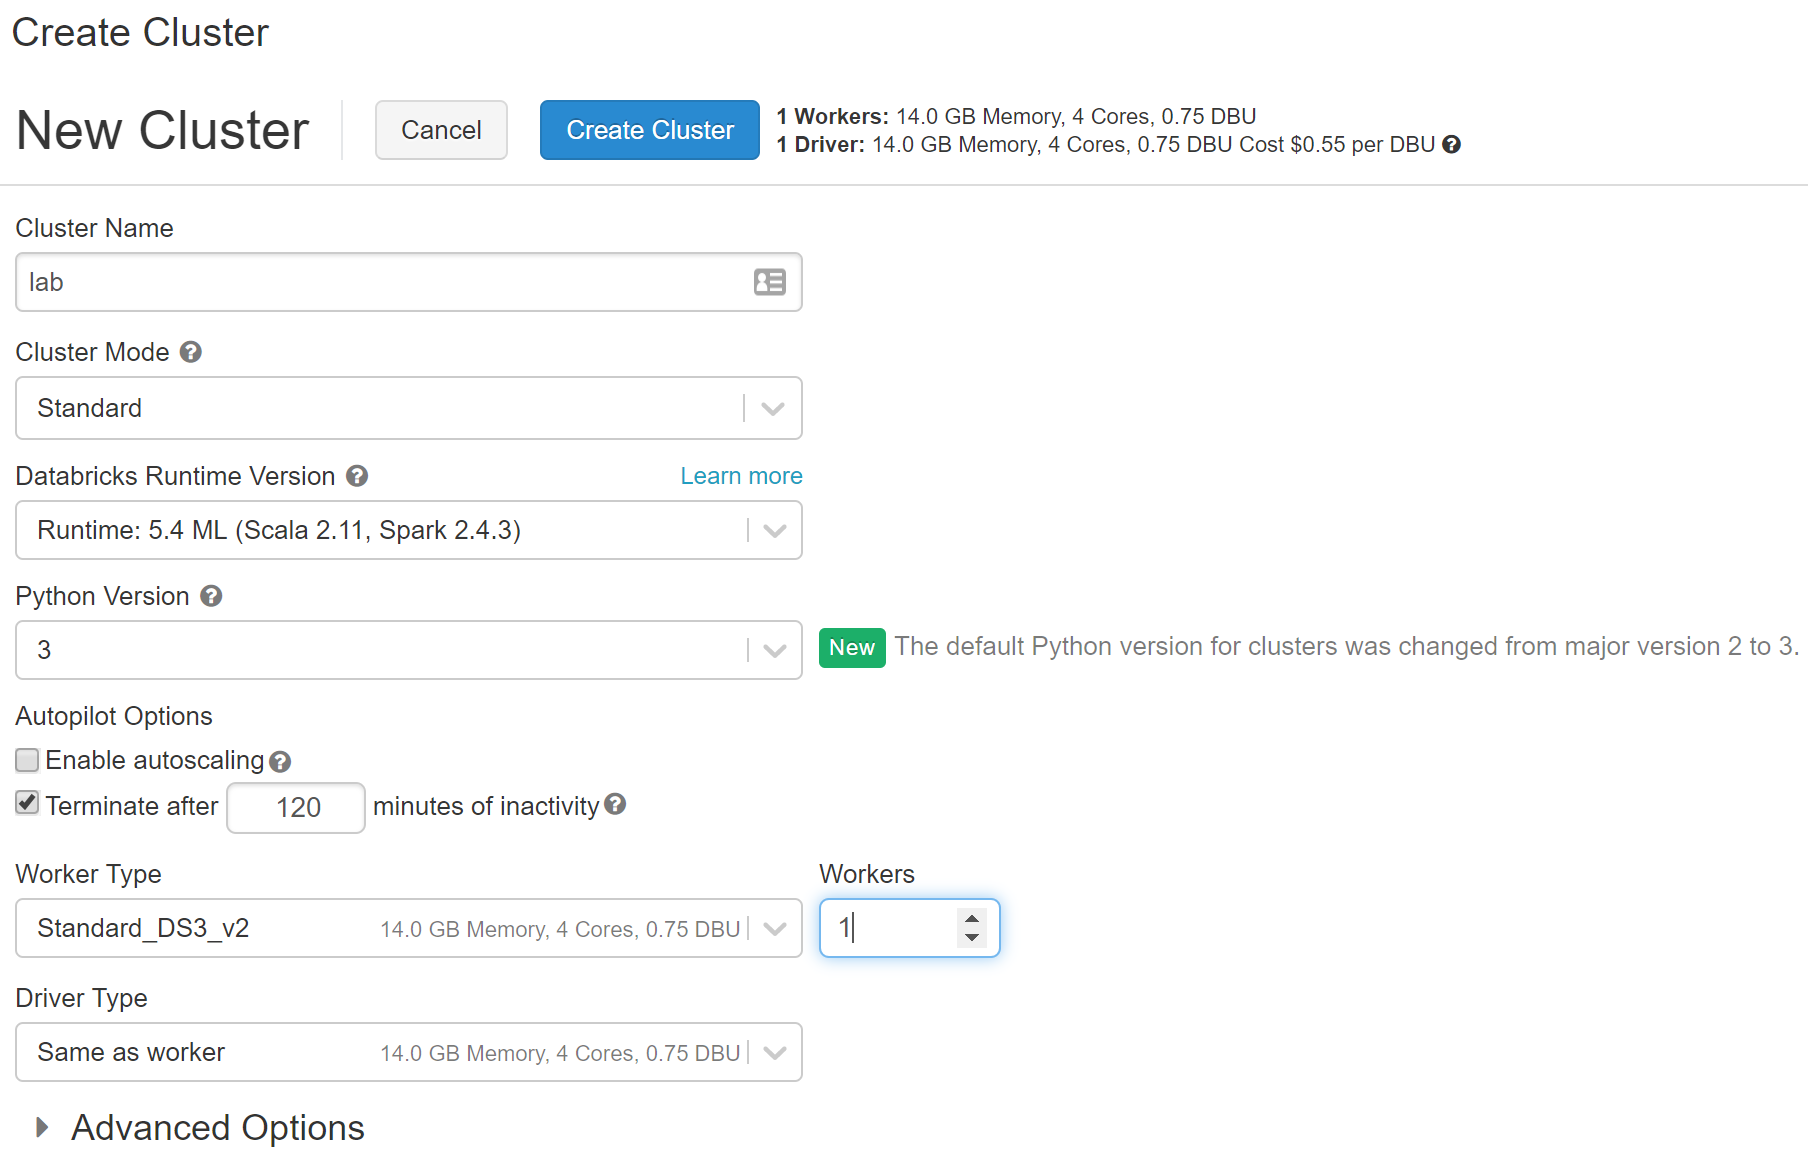 Create Cluster
New Cluster
Cancel
Create Cluster
1 Workers: 14.0 GB Memory, 4 Cores, 0.75 DBU
1 Driver: 14.0 GB Memory, 4 Cores, 0.75 DBU Cost $0.55 per DBU ?
Cluster Name
lab
Cluster Mode ?
Standard
Databricks Runtime Version ?
Learn more
Runtime: 5.4 ML (Scala 2.11, Spark 2.4.3)
Python Version ?
3
New The default Python version for clusters was changed from major version 2 to 3.
Autopilot Options
Enable autoscaling ?
Terminate after 120 minutes of inactivity ?
Worker Type
Workers
Standard_DS3_v2 14.0 GB Memory, 4 Cores, 0.75 DBU
1
Driver Type
Same as worker 14.0 GB Memory, 4 Cores, 0.75 DBU
Advanced Options